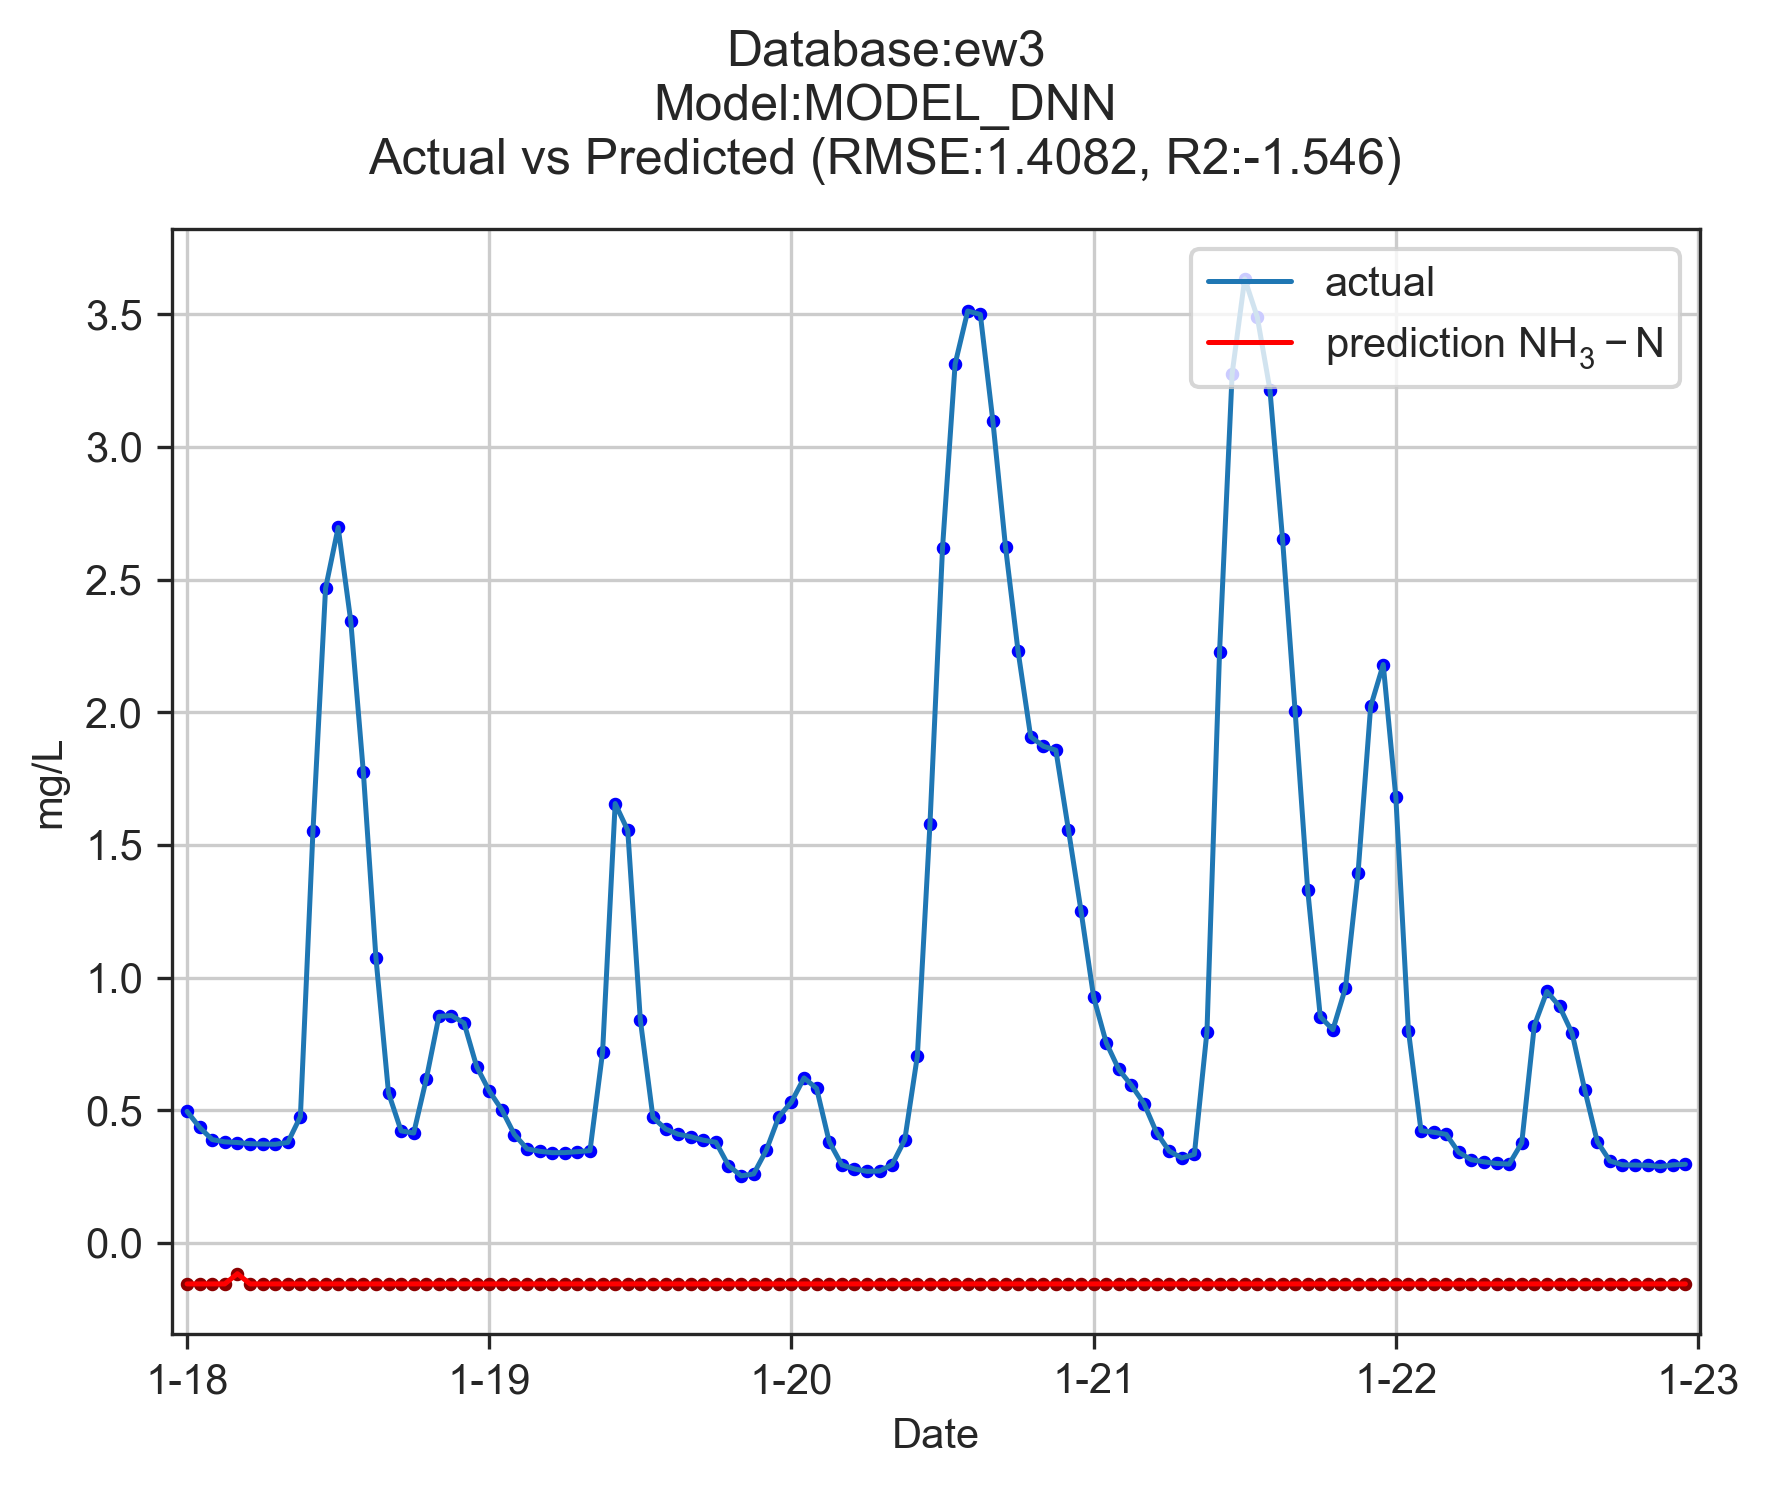 Database:ew3
Model:MODEL_DNN
Actual vs Predicted (RMSE:1.4082, R2:-1.546)
actual
prediction NH₃ − N
3.5
3.0
2.5
2.0
1.5
1.0
0.5
0.0
mg/L
1-18 1-19 1-20 1-21 1-22 1-23
Date